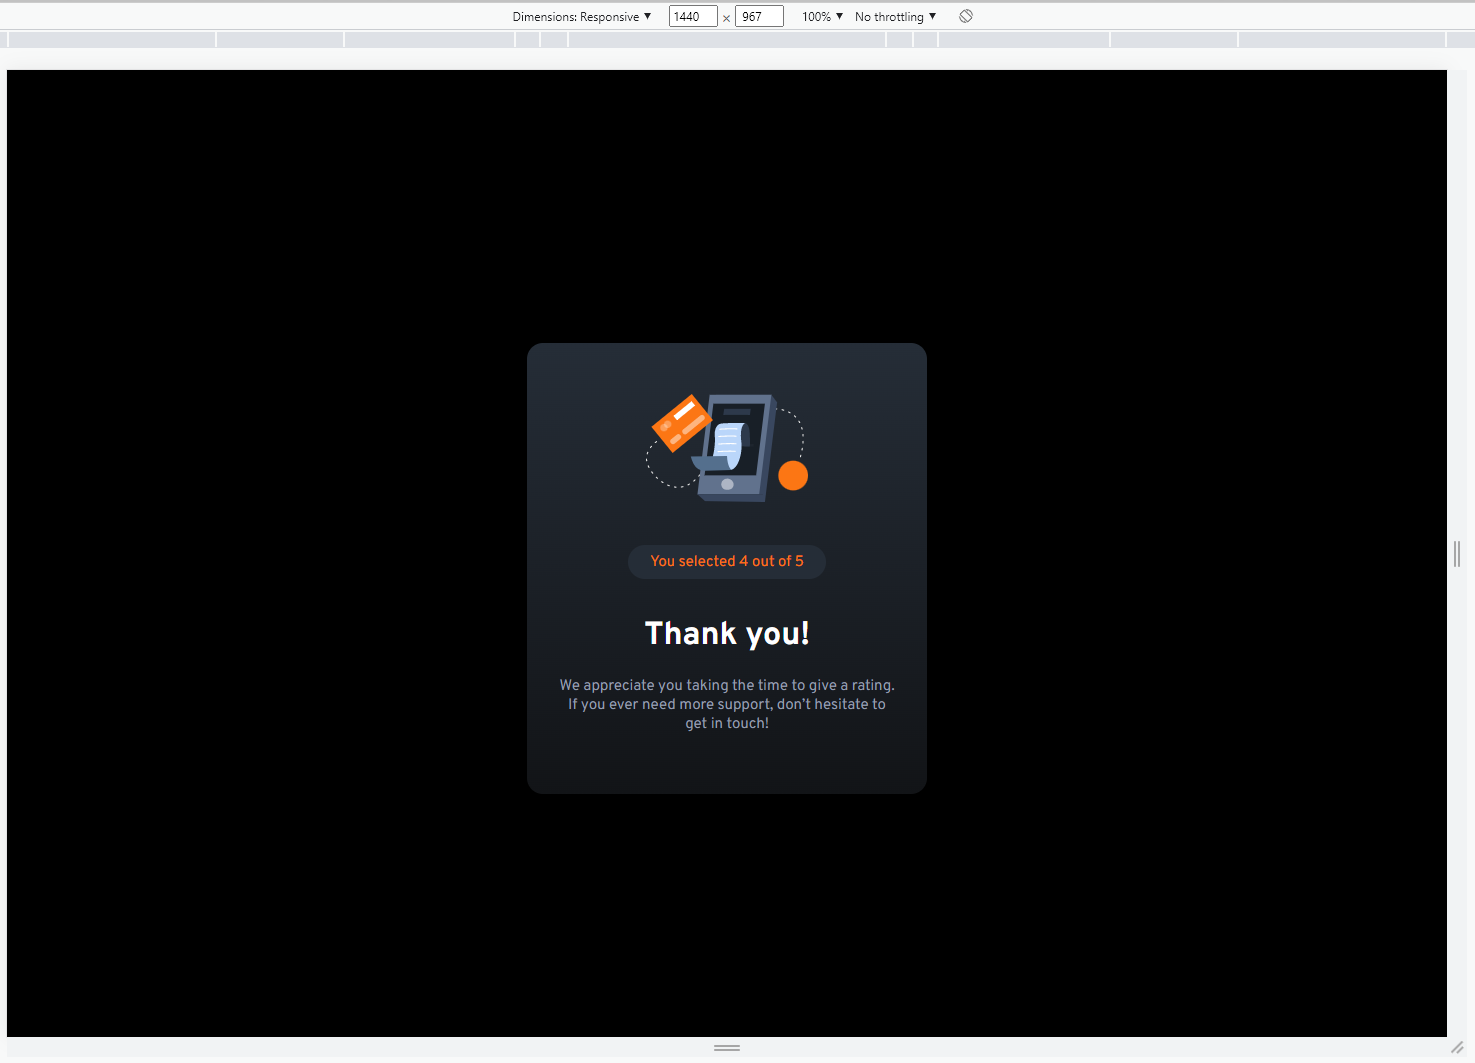 Dimensions: Responsive ▼ 1440 × 967 100% ▼ No throttling ▼
You selected 4 out of 5
Thank you!
We appreciate you taking the time to give a rating.
If you ever need more support, don’t hesitate to
get in touch!